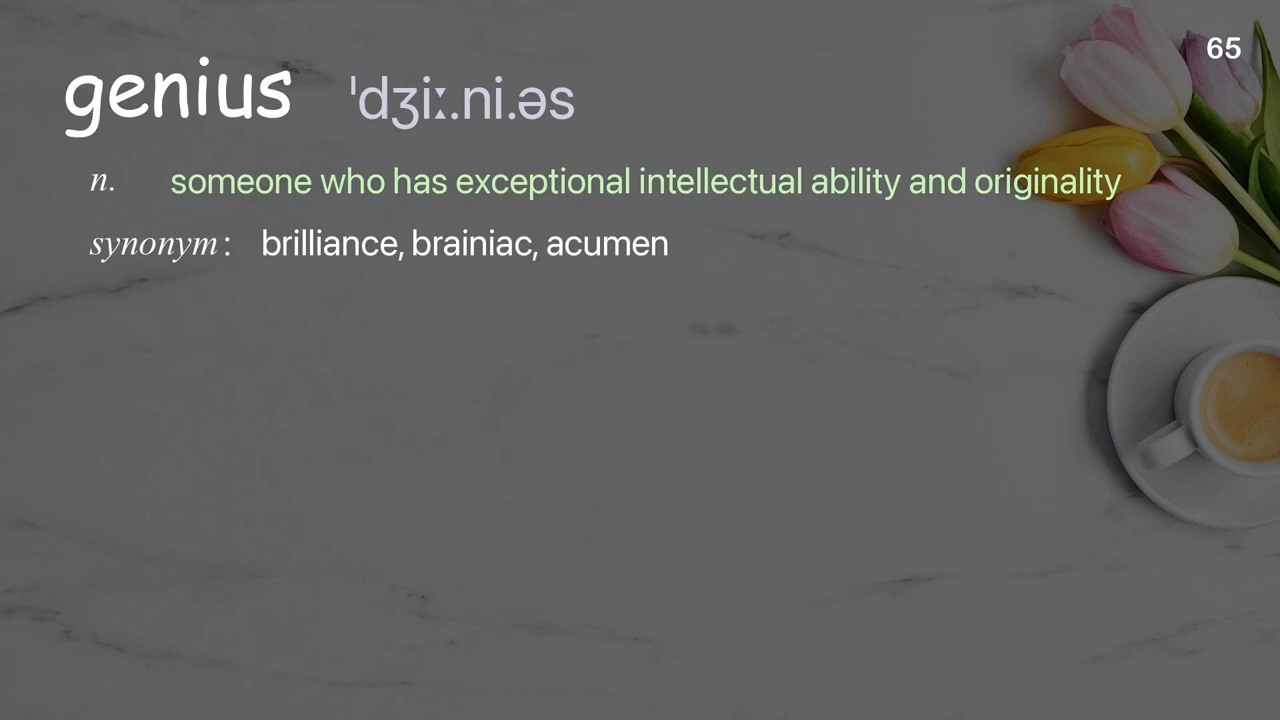 65
genius ˈdʒiː.ni.əs
n. someone who has exceptional intellectual ability and originality
synonym: brilliance, brainiac, acumen